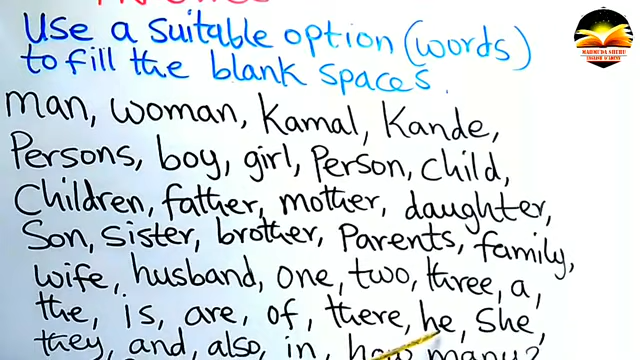 Use a suitable option (words)
to fill the blank spaces.
man, woman, Kamal, Kande,
Persons, boy, girl, Person, child,
Children, father, mother, daughter,
Son, Sister, brother, Parents, family,
wife, husband, one, two, three, a,
the, is, are, of, there, he, She,
they, and, also, in, how many?